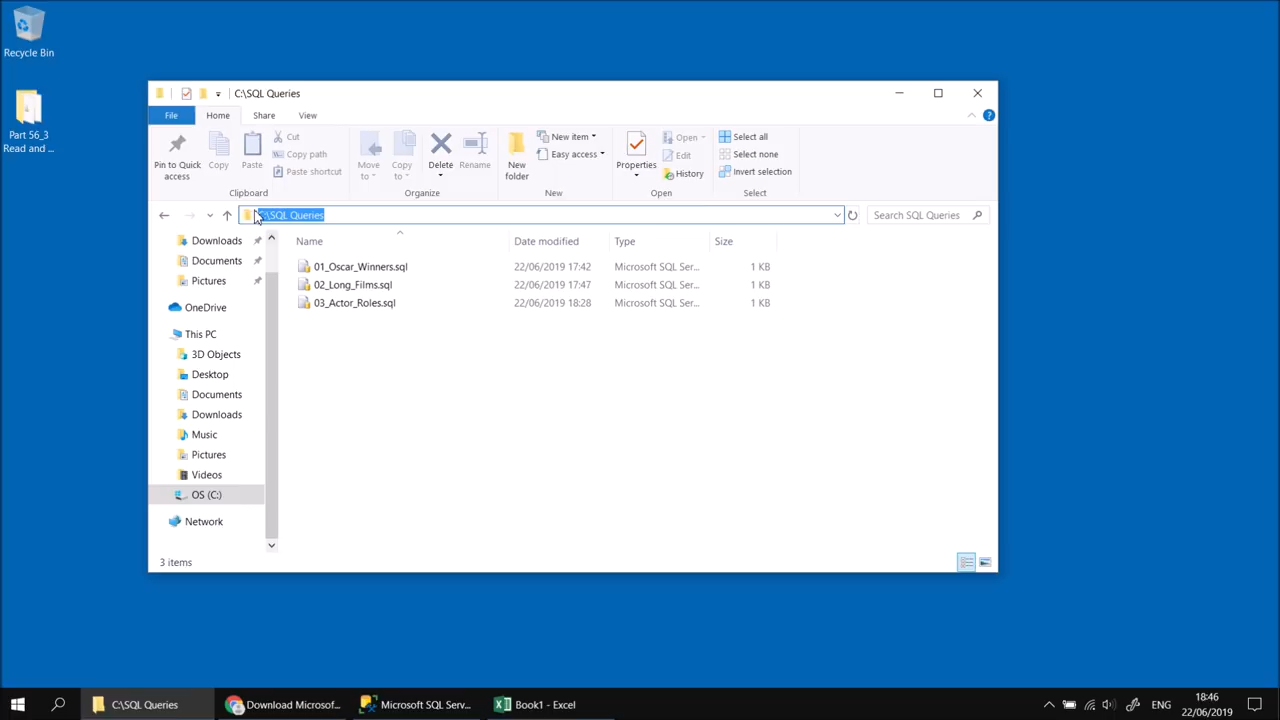 Recycle Bin
Part 56_3
Read and ...
C:\SQL Queries
File
Home
Share
View
Pin to Quick
access
Copy
Paste
Cut
Copy path
Paste shortcut
Clipboard
Move
to
Copy
to
Delete
Rename
Organize
New
folder
New item
Easy access
New
Properties
Open
Edit
History
Open
Select all
Select none
Invert selection
Select
C:\SQL Queries
Search SQL Queries
Name
Date modified
Type
Size
01_Oscar_Winners.sql 22/06/2019 17:42 Microsoft SQL Ser... 1 KB
02_Long_Films.sql 22/06/2019 17:47 Microsoft SQL Ser... 1 KB
03_Actor_Roles.sql 22/06/2019 18:28 Microsoft SQL Ser... 1 KB
Downloads
Documents
Pictures
OneDrive
This PC
3D Objects
Desktop
Documents
Downloads
Music
Pictures
Videos
OS (C:)
Network
3 items
C:\SQL Queries
Download Microsof...
Microsoft SQL Serv...
Book1 - Excel
ENG
18:46
22/06/2019